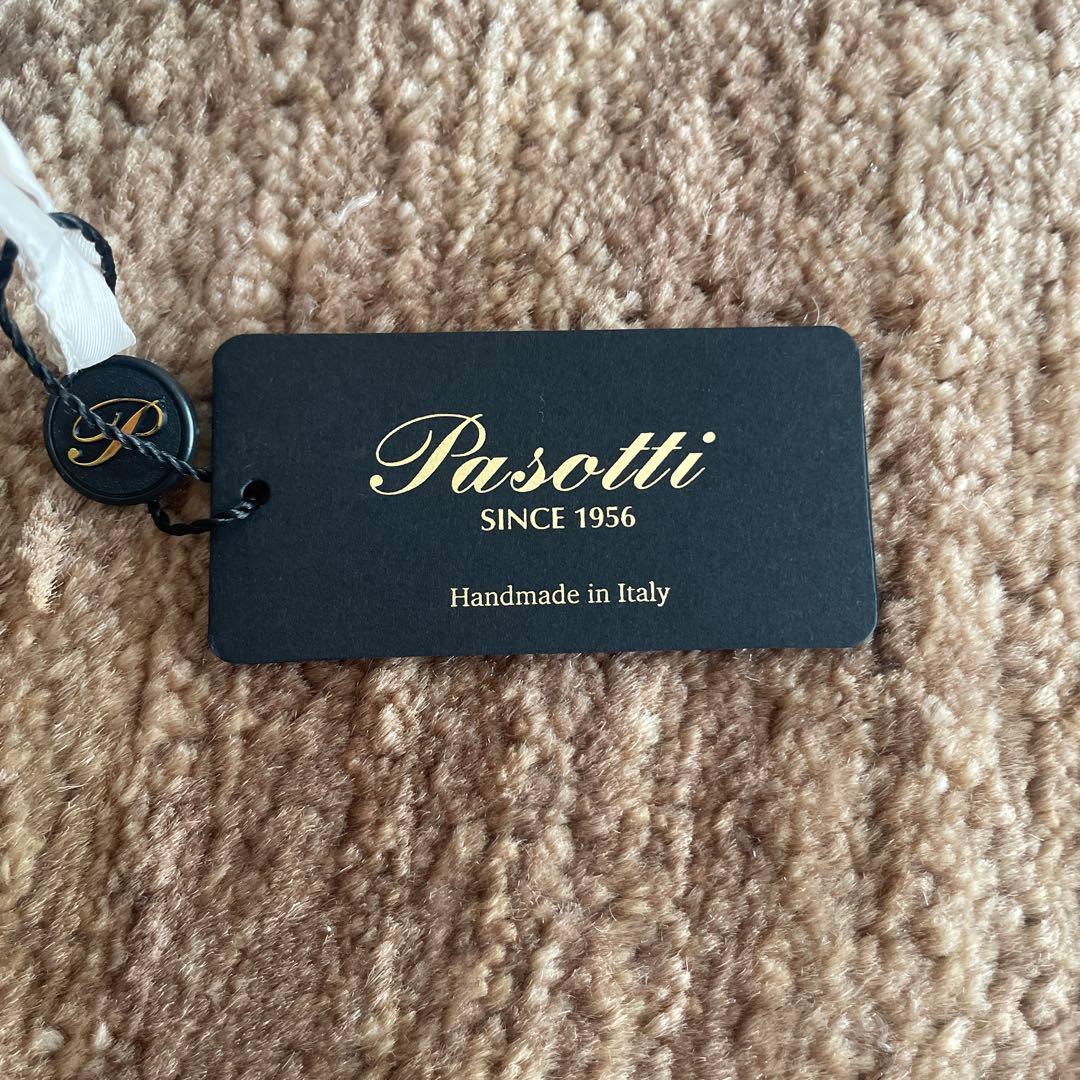 P
Pasotti
SINCE 1956
Handmade in Italy